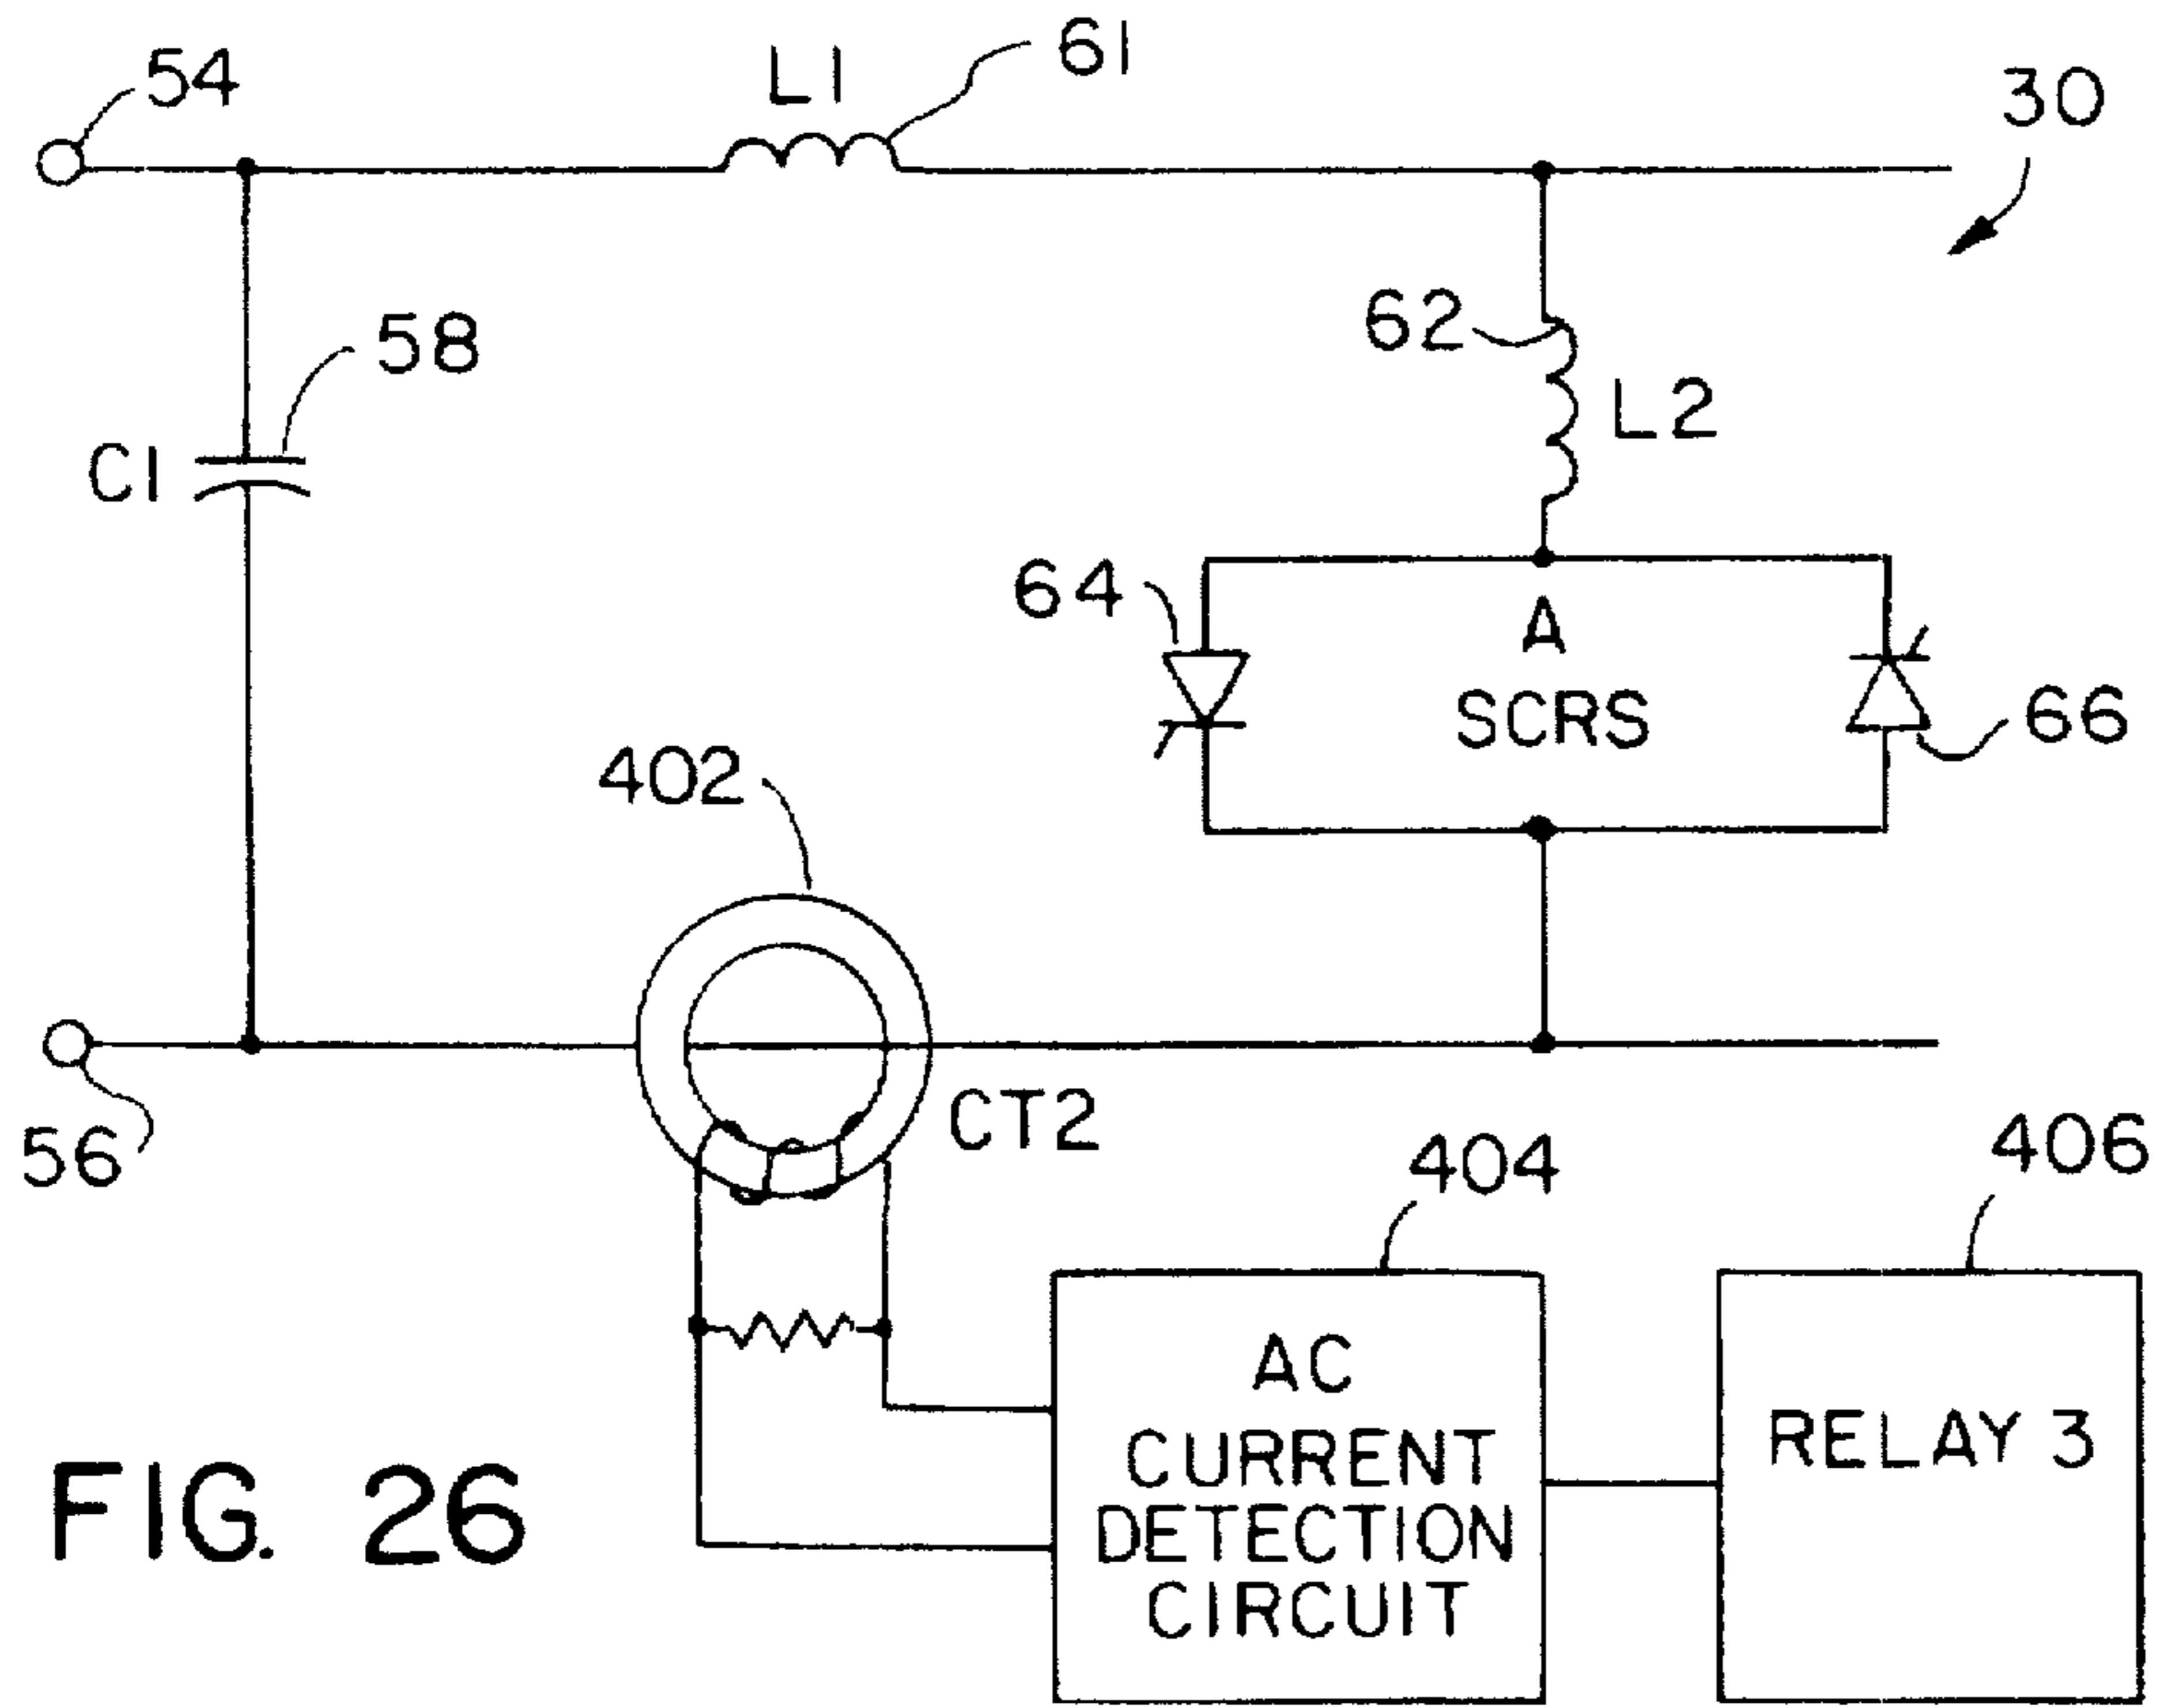 54
L1
61
30
58
62
C1
L2
64
A
SCRS
66
402
CT2
56
404
406
AC
CURRENT
DETECTION
CIRCUIT
RELAY 3
FIG. 26